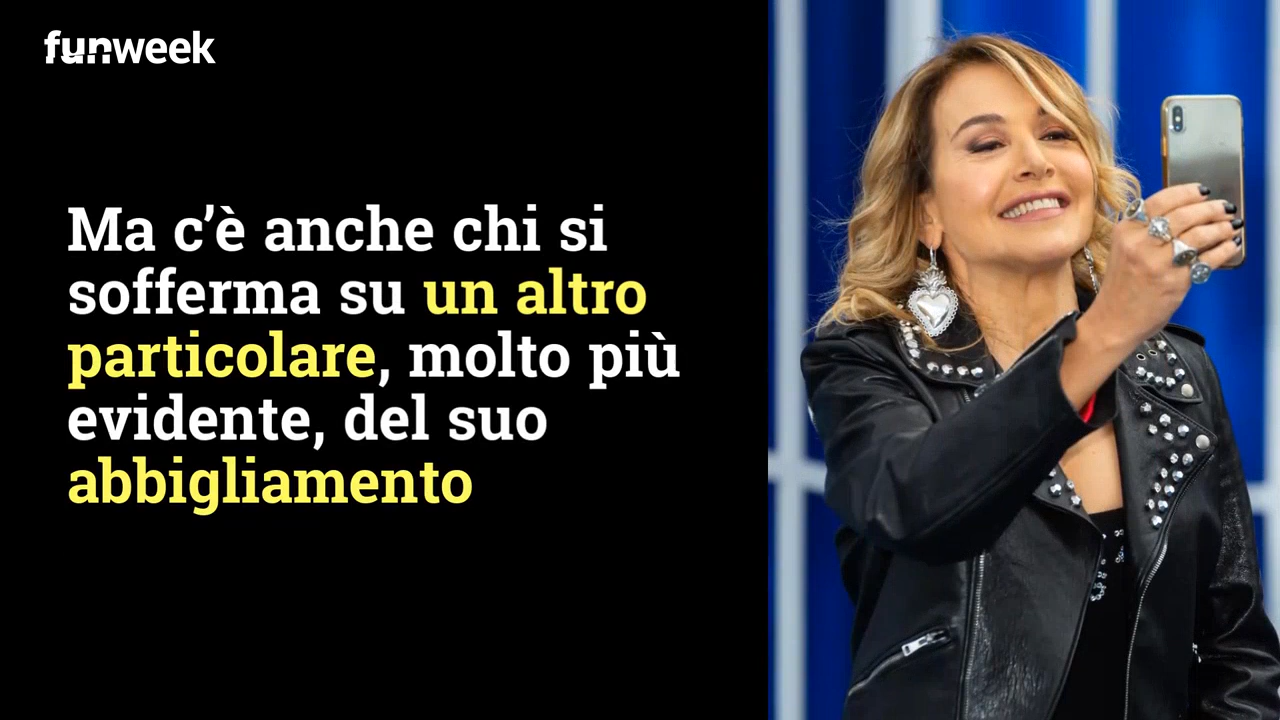 funweek
Ma c’è anche chi si
sofferma su un altro
particolare, molto più
evidente, del suo
abbigliamento